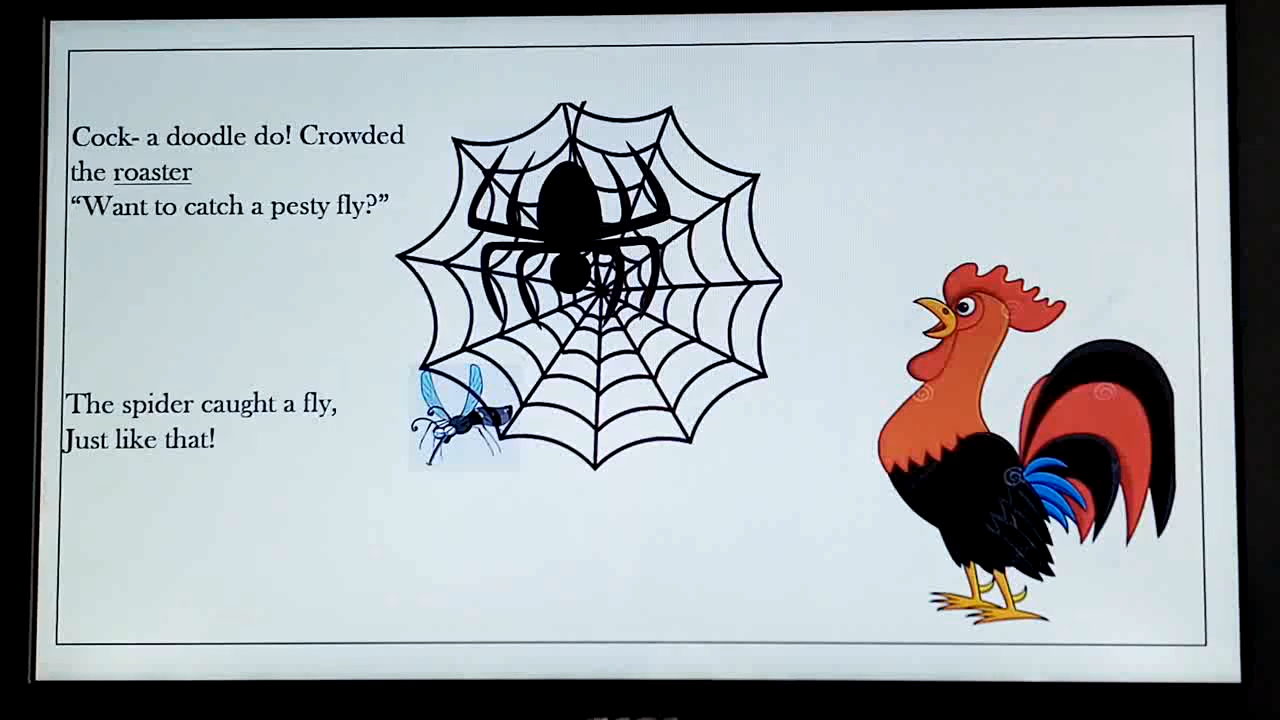 Cock- a doodle do! Crowded
the roaster
“Want to catch a pesty fly?”
The spider caught a fly,
Just like that!